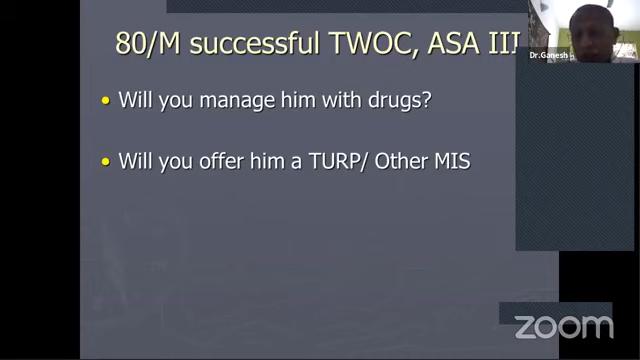 80/M successful TWOC, ASA III
Dr.Ganesh
• Will you manage him with drugs?
• Will you offer him a TURP/ Other MIS
zoom